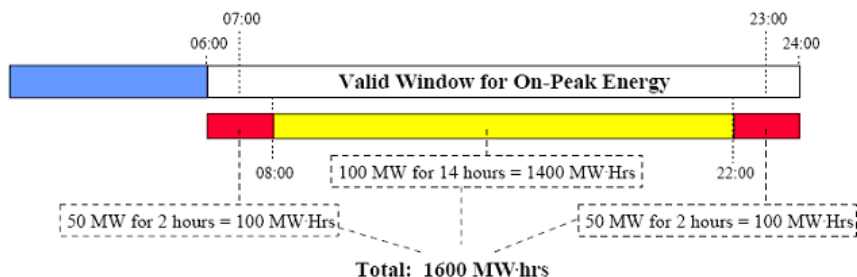 07:00
23:00
06:00
24:00
Valid Window for On-Peak Energy
08:00
100 MW for 14 hours = 1400 MW·Hrs
22:00
50 MW for 2 hours = 100 MW·Hrs
50 MW for 2 hours = 100 MW·Hrs
Total: 1600 MW·hrs